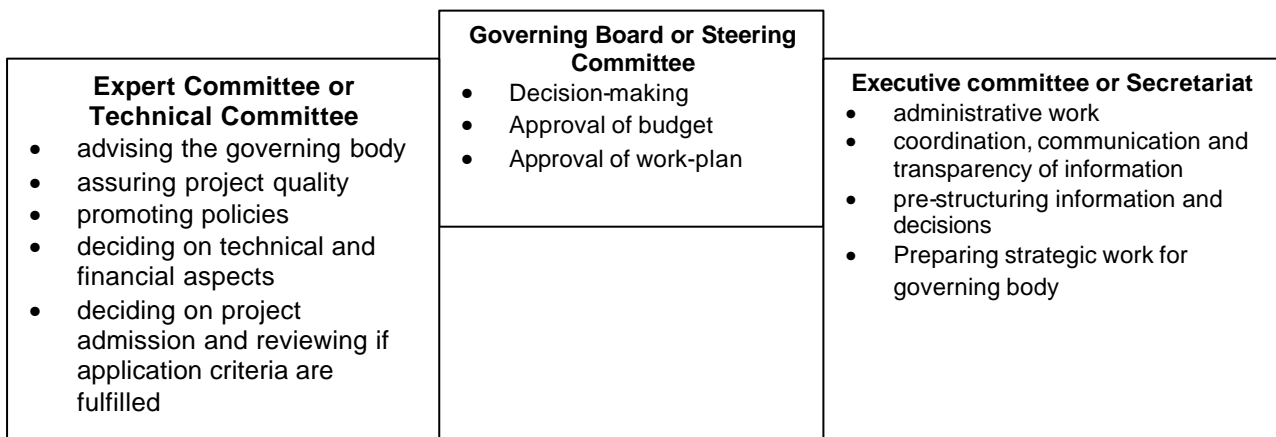 Expert Committee or
Technical Committee
• advising the governing body
• assuring project quality
• promoting policies
• deciding on technical and
financial aspects
• deciding on project
admission and reviewing if
application criteria are
fulfilled
Governing Board or Steering
Committee
• Decision-making
• Approval of budget
• Approval of work-plan
Executive committee or Secretariat
• administrative work
• coordination, communication and
transparency of information
• pre-structuring information and
decisions
• Preparing strategic work for
governing body